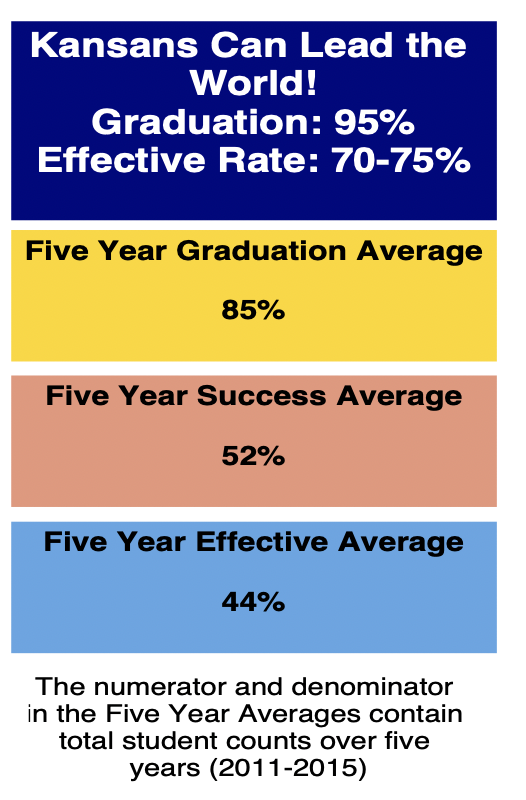 Kansans Can Lead the
World!
Graduation: 95%
Effective Rate: 70-75%
Five Year Graduation Average
85%
Five Year Success Average
52%
Five Year Effective Average
44%
The numerator and denominator
in the Five Year Averages contain
total student counts over five
years (2011-2015)